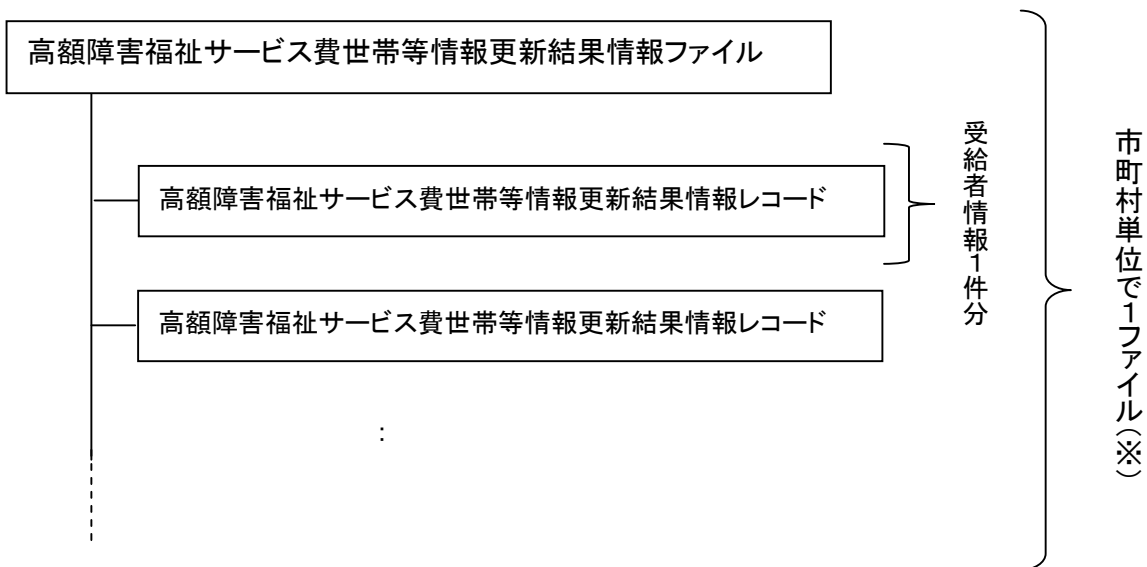 高額障害福祉サービス費世帯等情報更新結果情報ファイル
高額障害福祉サービス費世帯等情報更新結果情報レコード
高額障害福祉サービス費世帯等情報更新結果情報レコード
:
受給者情報1件分
市町村単位で1ファイル(※)